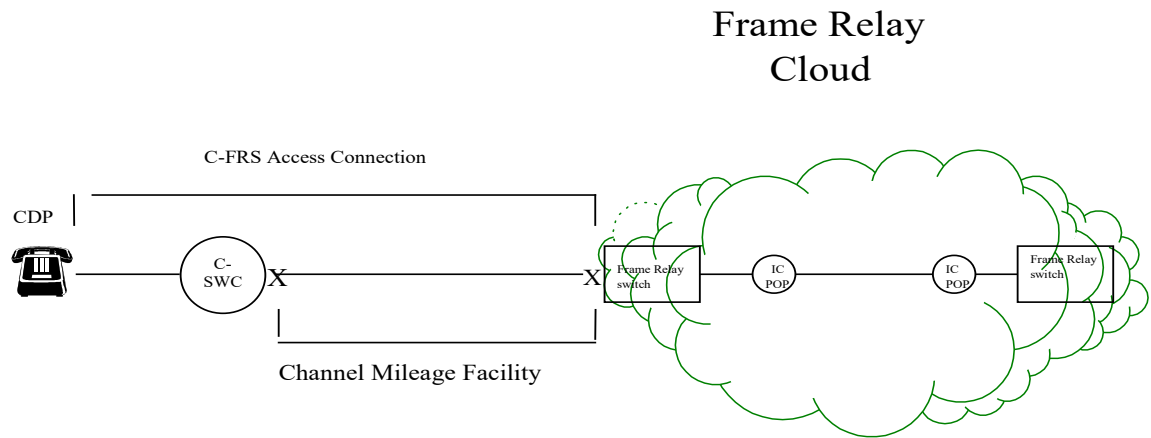 Frame Relay
Cloud
C-FRS Access Connection
CDP
C-
SWC
X
X
Frame Relay
switch
IC
POP
IC
POP
Frame Relay
switch
Channel Mileage Facility